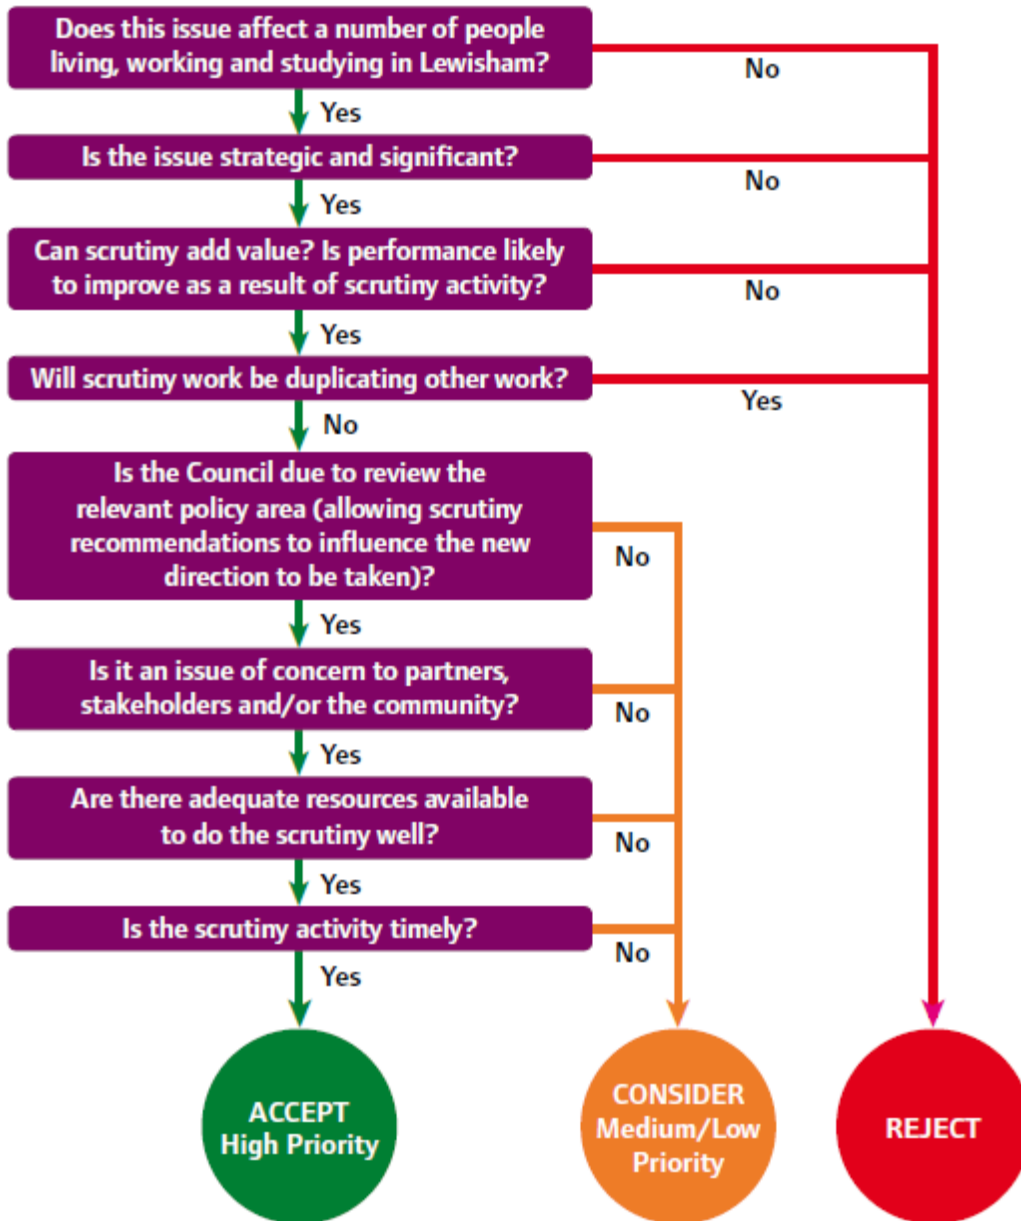 Does this issue affect a number of people
living, working and studying in Lewisham?
No
Yes
Is the issue strategic and significant?
No
Yes
Can scrutiny add value? Is performance likely
to improve as a result of scrutiny activity?
No
Yes
Will scrutiny work be duplicating other work?
Yes
No
Is the Council due to review the
relevant policy area (allowing scrutiny
recommendations to influence the new
direction to be taken)?
No
Yes
Is it an issue of concern to partners,
stakeholders and/or the community?
No
Yes
Are there adequate resources available
to do the scrutiny well?
No
Yes
Is the scrutiny activity timely?
No
Yes
ACCEPT
High Priority
CONSIDER
Medium/Low
Priority
REJECT